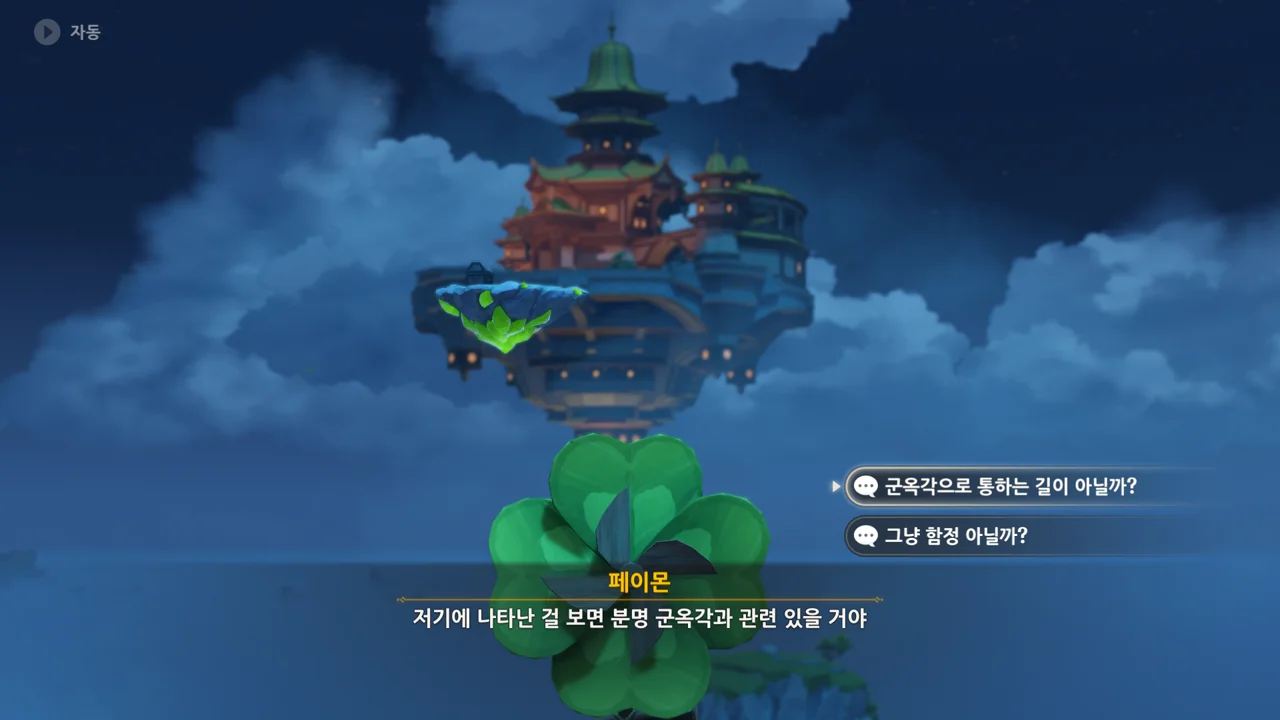 자동
군옥각으로 통하는 길이 아닐까?
그냥 함정 아닐까?
페이몬
저기에 나타난 걸 보면 분명 군옥각과 관련 있을 거야